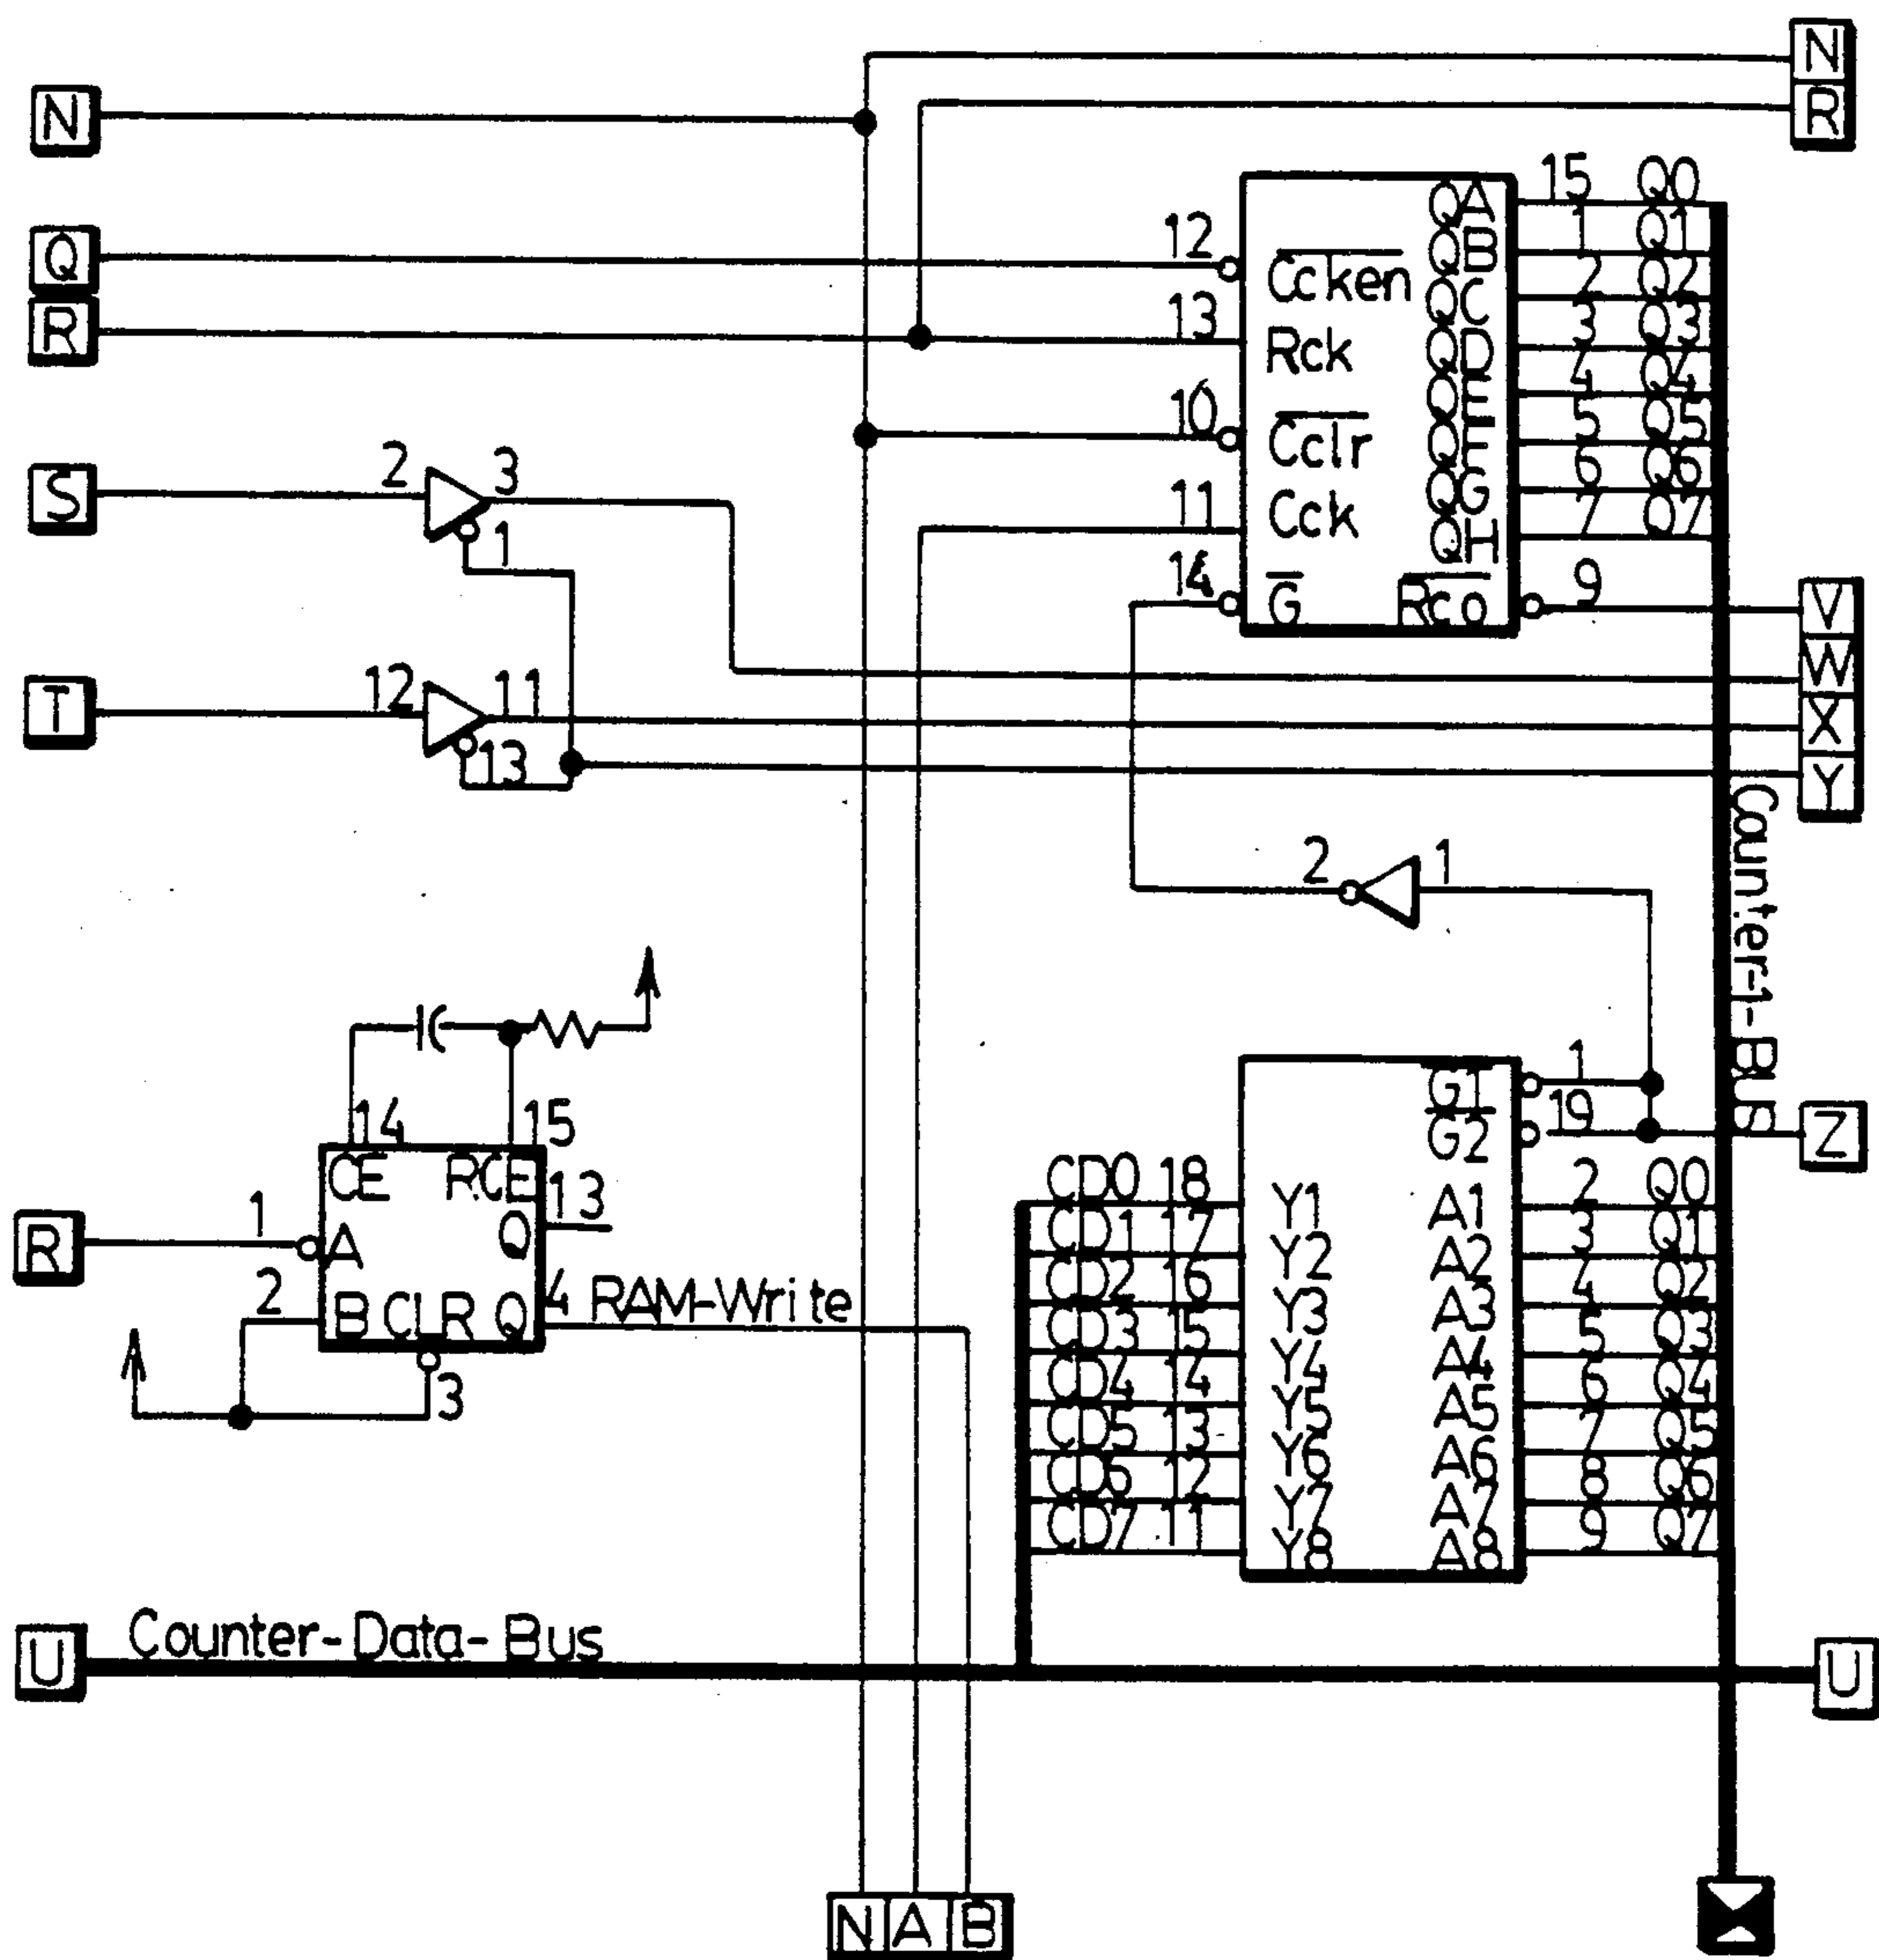 N
N
R
Q
R
12
C̅c̅k̅e̅n̅
13
Rck
10
C̅c̅l̅r̅
11
Cck
14
G̅
QA 15 Q0
QB 1 Q1
QC 2 Q2
QD 3 Q3
QE 4 Q4
QF 5 Q5
QG 6 Q6
QH 7 Q7
R̅c̅o̅ 9
S
2
3
1
T
12
11
13
V
W
X
Y
Counter-1-BUS
2
1
14
15
CE
RCE
13
R
1
A
Q
2
B
CLR
Q
4
RAM-Write
3
G̅1̅ 1
G̅2̅ 19
Z
CD0 18 Y1 A1 2 Q0
CD1 17 Y2 A2 3 Q1
CD2 16 Y3 A3 4 Q2
CD3 15 Y4 A4 5 Q3
CD4 14 Y5 A5 6 Q4
CD5 13 Y6 A6 7 Q5
CD6 12 Y7 A7 8 Q6
CD7 11 Y8 A8 9 Q7
U
Counter-Data-Bus
U
N
A
B